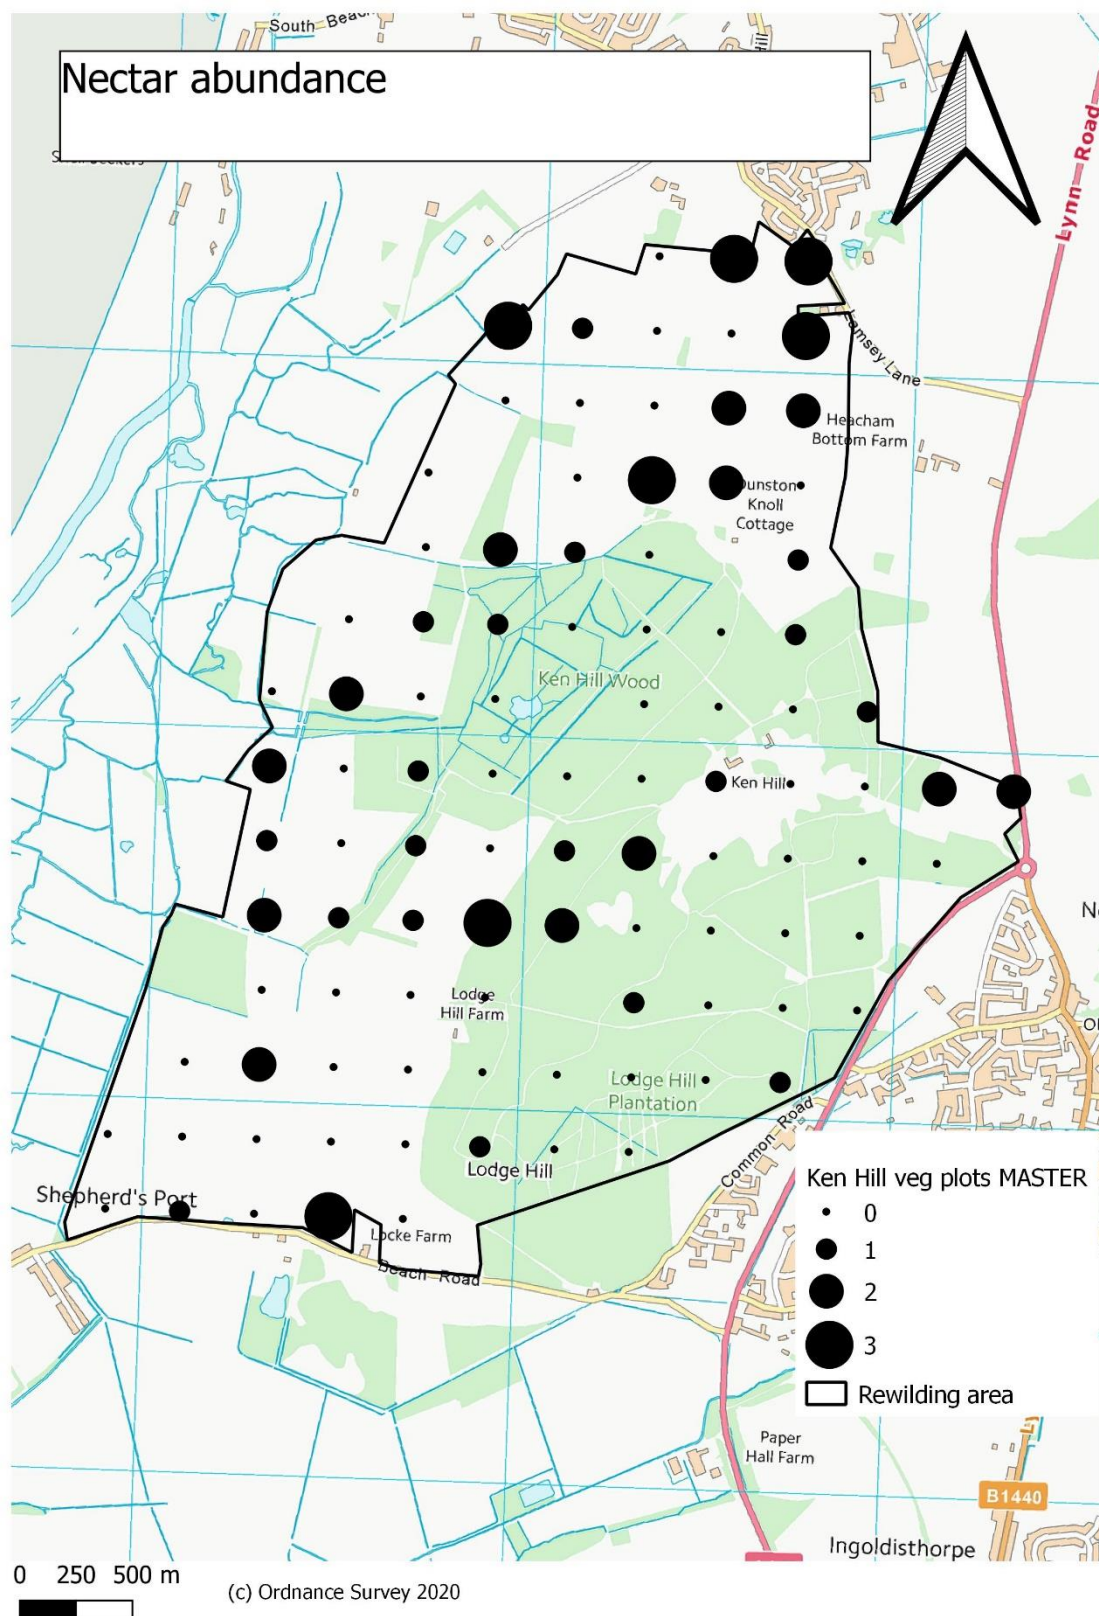 South Beac
Nectar abundance
Lynn Road
Lamsey Lane
Heacham
Bottom Farm
Dunston
Knoll
Cottage
Ken Hill Wood
Ken Hill
Lodge
Hill Farm
Lodge Hill
Plantation
Common Road
Lodge Hill
Shepherd's Port
Locke Farm
Beach Road
Ken Hill veg plots MASTER
0
1
2
3
Rewilding area
Paper
Hall Farm
B1440
Ingoldisthorpe
0 250 500 m
(c) Ordnance Survey 2020